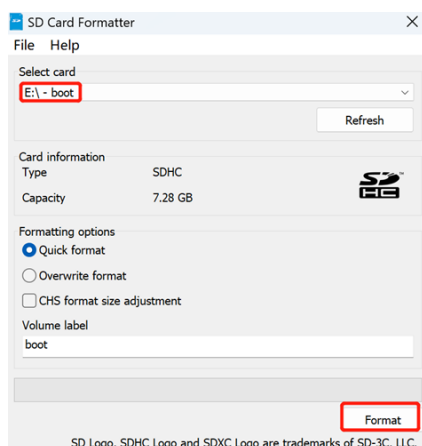 SD Card Formatter
File Help
Select card
E:\ - boot
Refresh
Card information
Type SDHC
Capacity 7.28 GB
SD
HC
Formatting options
Quick format
Overwrite format
CHS format size adjustment
Volume label
boot
Format
SD Logo, SDHC Logo and SDXC Logo are trademarks of SD-3C, LLC.